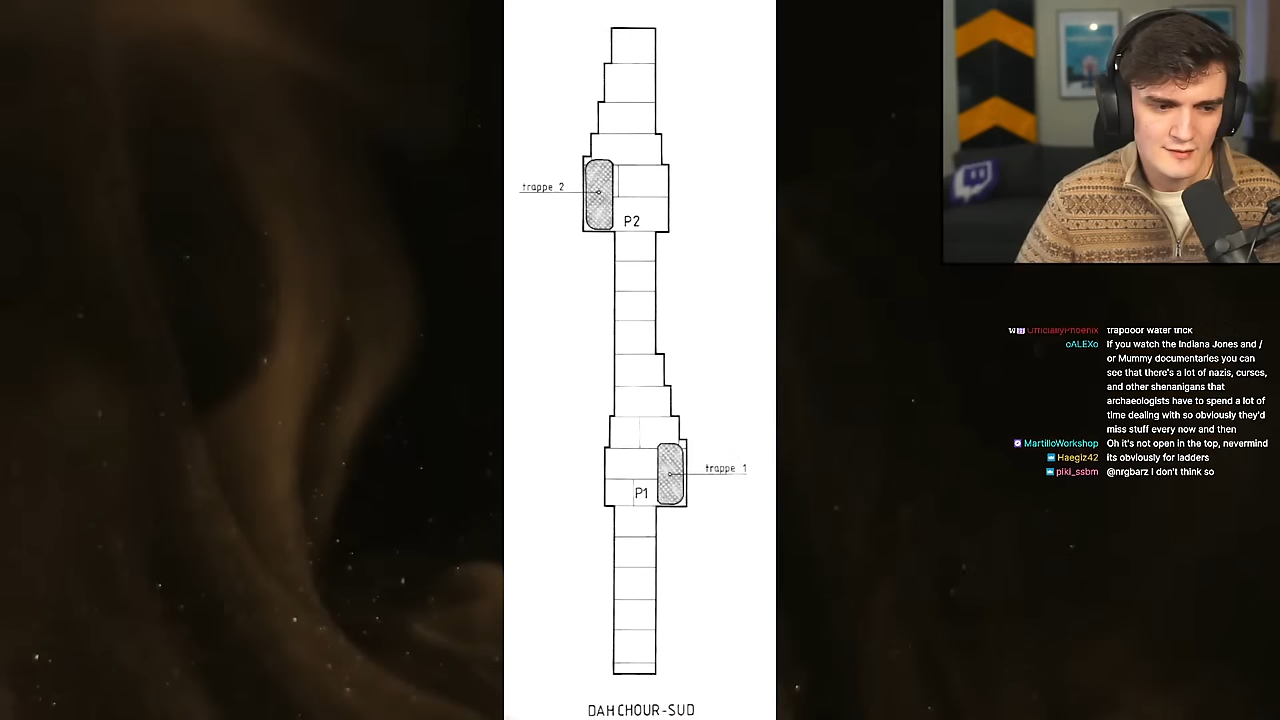 trappe 2
P2
trappe 1
P1
DAHCHOUR-SUD
OfficiallyPhoenix trapdoor water trick
oALEXo If you watch the Indiana Jones and /
or Mummy documentaries you can
see that there's a lot of nazis, curses,
and other shenanigans that
archaeologists have to spend a lot of
time dealing with so obviously they'd
miss stuff every now and then
MartilloWorkshop Oh it's not open in the top, nevermind
Haegiz42 its obviously for ladders
piki_ssbm @nrgbarz I don't think so